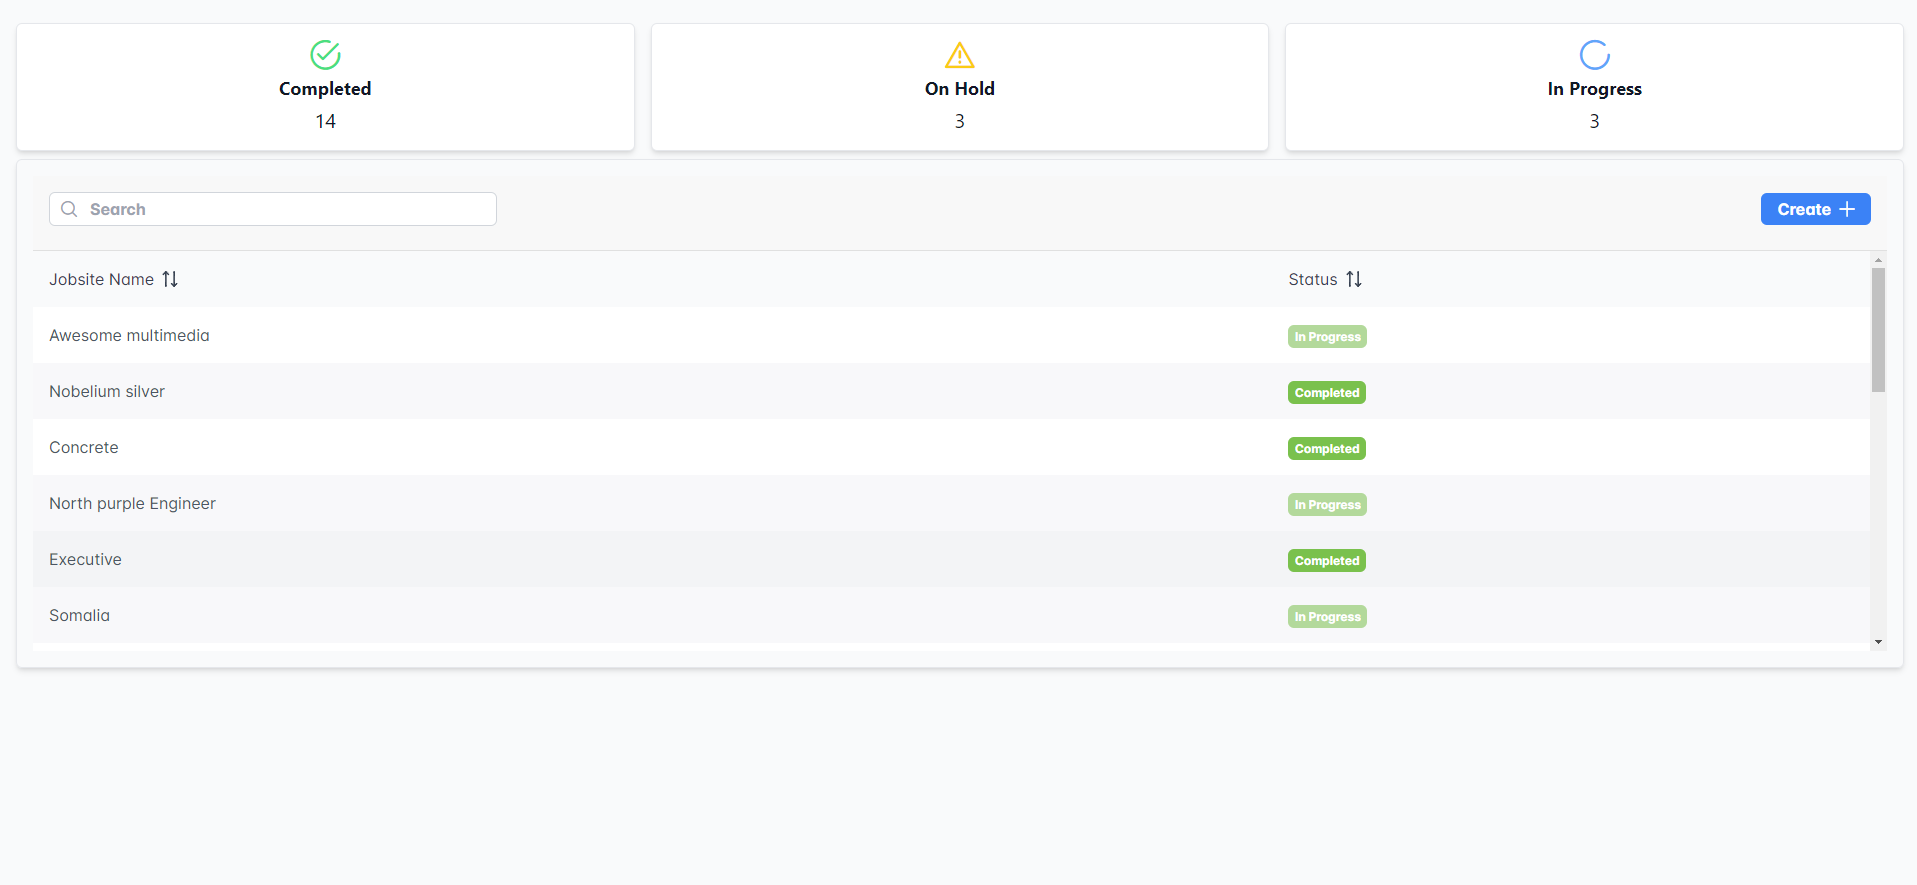 Completed
14
On Hold
3
In Progress
3
Search
Create
Jobsite Name
Status
Awesome multimedia
In Progress
Nobelium silver
Completed
Concrete
Completed
North purple Engineer
In Progress
Executive
Completed
Somalia
In Progress